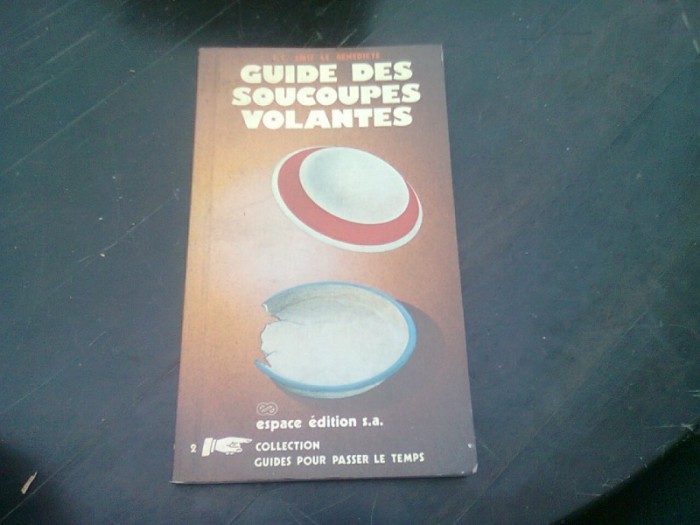 GUIDE DES
SOUCOUPES
VOLANTES
espace édition s.a.
2
COLLECTION
GUIDES POUR PASSER LE TEMPS